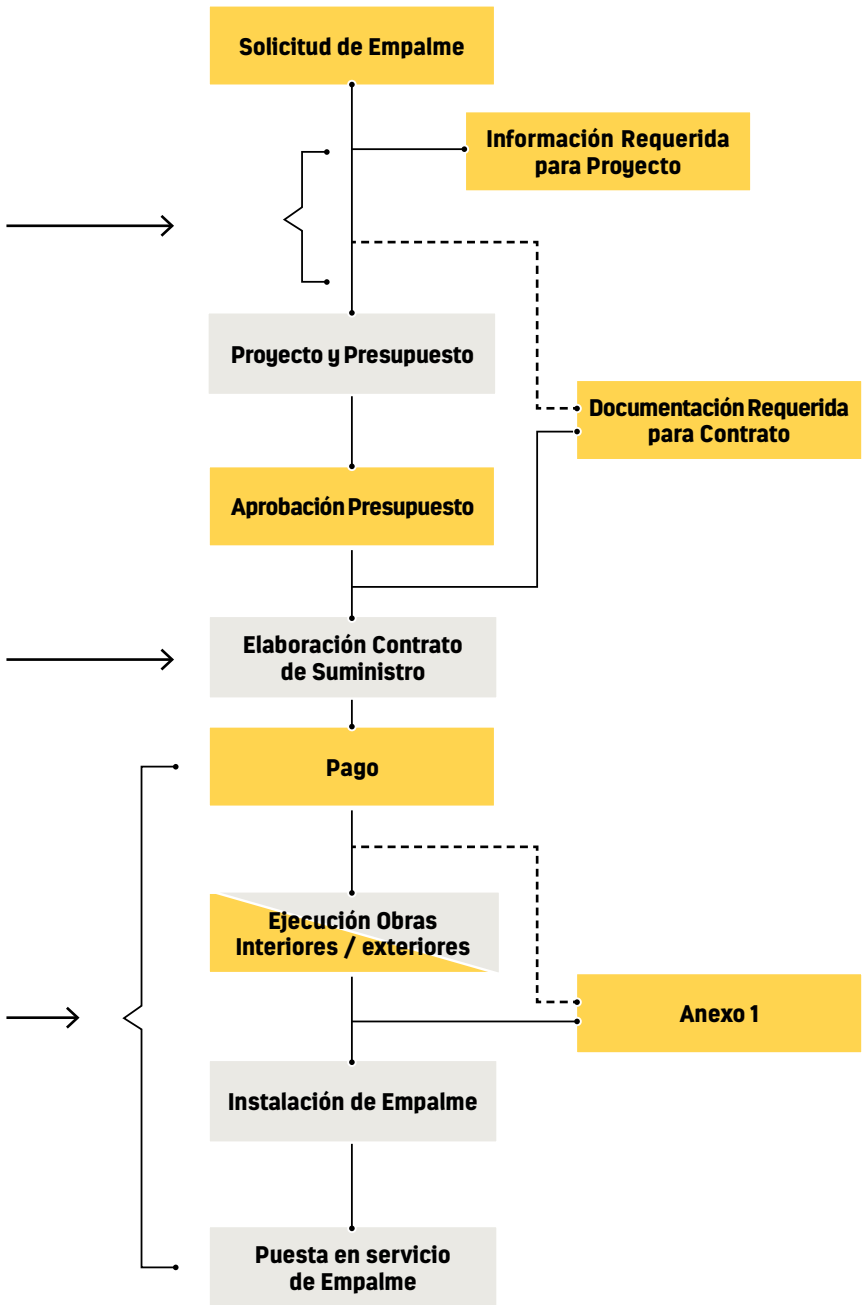 Solicitud de Empalme
Información Requerida
para Proyecto
Proyecto y Presupuesto
Documentación Requerida
para Contrato
Aprobación Presupuesto
Elaboración Contrato
de Suministro
Pago
Ejecución Obras
Interiores / exteriores
Anexo 1
Instalación de Empalme
Puesta en servicio
de Empalme